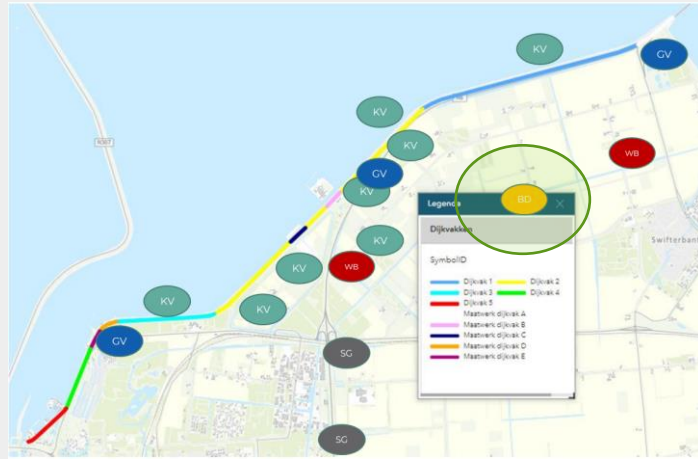 KV
GV
KV
KV
WB
GV
KV
BD
Legende
Dijkvakken
KV
Swifterban
SymbolID
KV
WB
Dijkvak 1
Dijkvak 2
Dijkvak 3
Dijkvak 4
KV
KV
Dijkvak 5
Maatwerk dijkvak A
Maatwerk dijkvak B
GV
Maatwerk dijkvak C
SG
Maatwerk dijkvak D
Maatwerk dijkvak E
SG